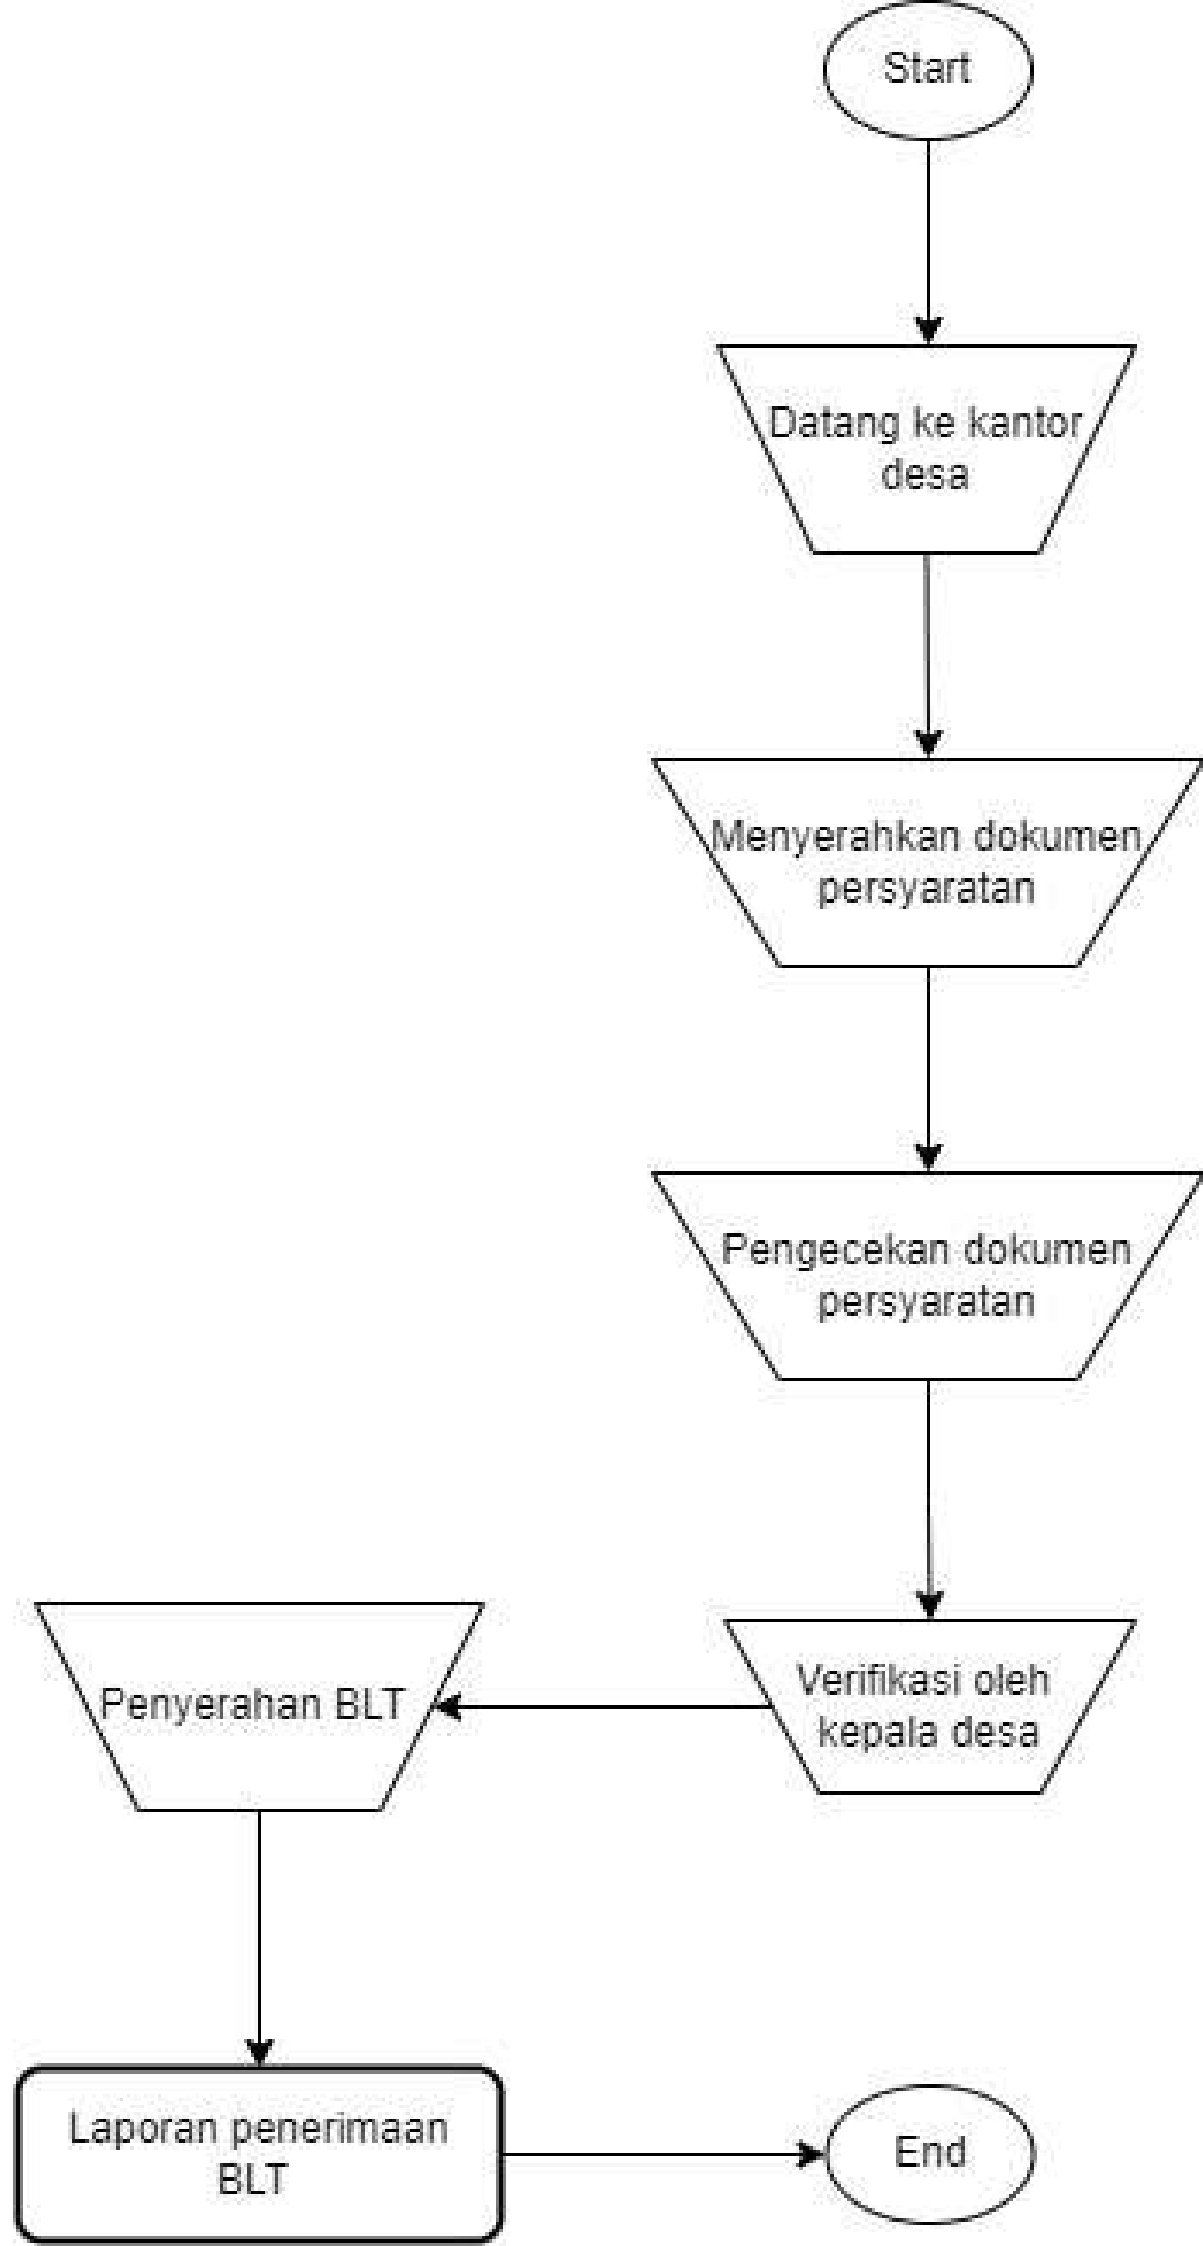 Start
Datang ke kantor
desa
Menyerahkan dokumen
persyaratan
Pengecekan dokumen
persyaratan
Verifikasi oleh
kepala desa
Penyerahan BLT
Laporan penerimaan
BLT
End